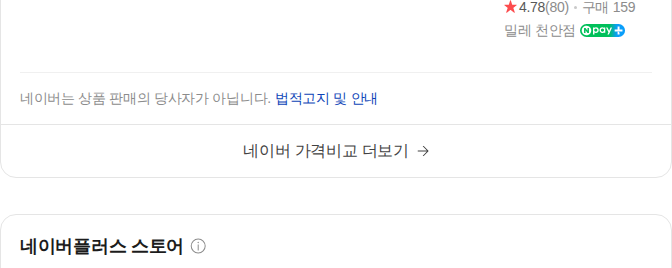 ★4.78(80) · 구매 159
밀레 천안점 N pay+
네이버는 상품 판매의 당사자가 아닙니다. 법적고지 및 안내
네이버 가격비교 더보기 →
네이버플러스 스토어 ⓘ